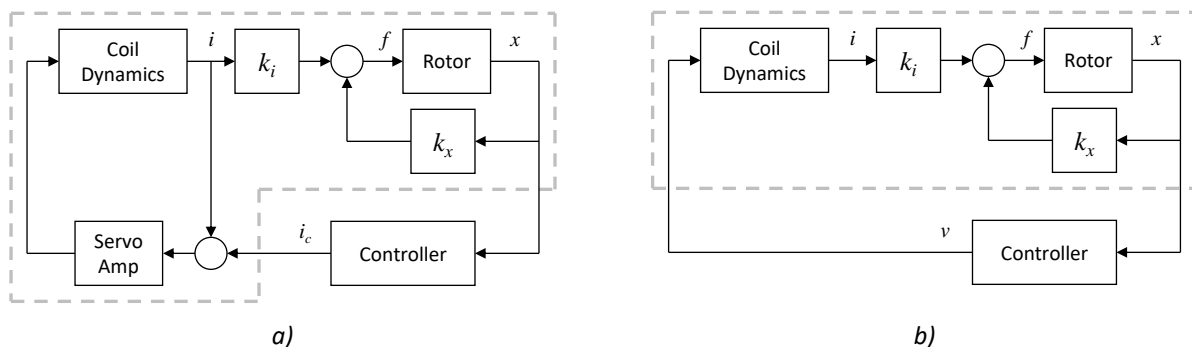 Coil
Dynamics
i
k_i
f
Rotor
x
k_x
Servo
Amp
i_c
Controller
a)
Coil
Dynamics
i
k_i
f
Rotor
x
k_x
v
Controller
b)